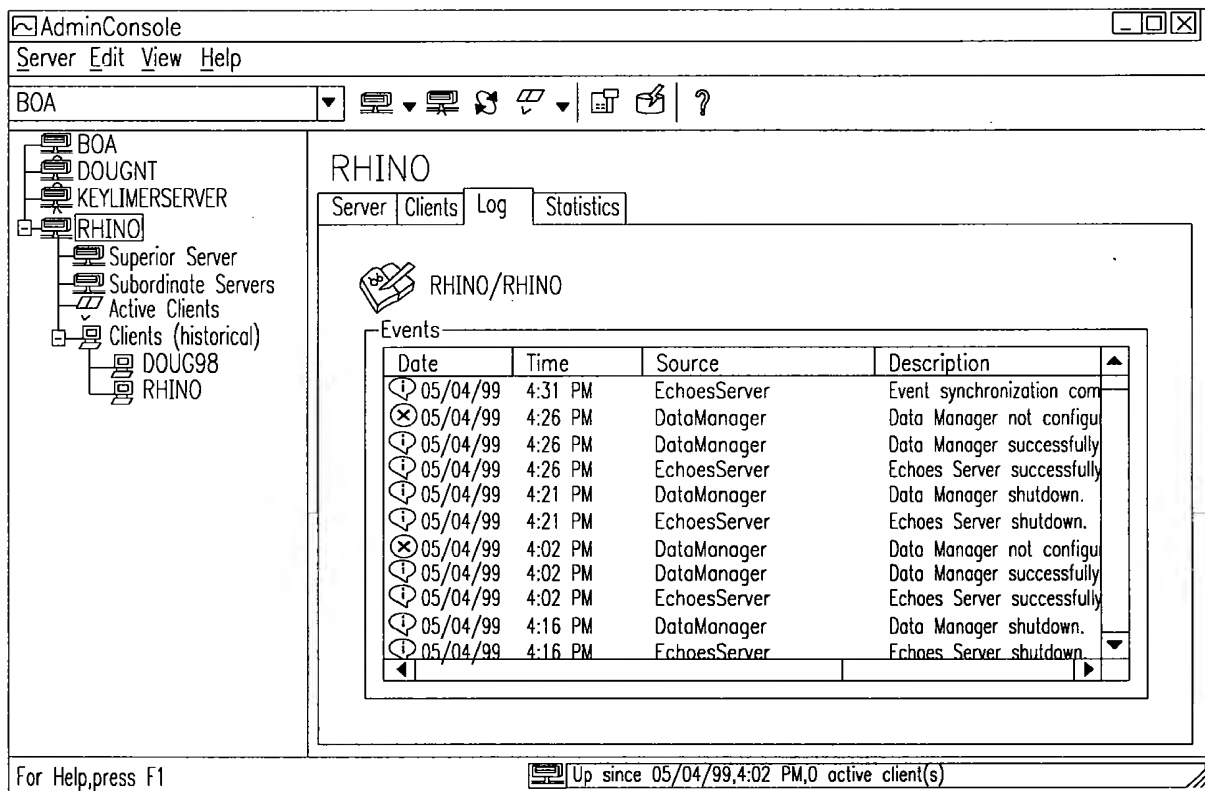 AdminConsole
Server Edit View Help
BOA
BOA
DOUGNT
KEYLIMERSERVER
RHINO
Superior Server
Subordinate Servers
Active Clients
Clients (historical)
DOUG98
RHINO
RHINO
Server Clients Log Statistics
RHINO/RHINO
Events
Date Time Source Description
05/04/99 4:31 PM EchoesServer Event synchronization com
05/04/99 4:26 PM DataManager Data Manager not configu
05/04/99 4:26 PM DataManager Data Manager successfully
05/04/99 4:26 PM EchoesServer Echoes Server successfully
05/04/99 4:21 PM DataManager Data Manager shutdown.
05/04/99 4:21 PM EchoesServer Echoes Server shutdown.
05/04/99 4:02 PM DataManager Data Manager not configu
05/04/99 4:02 PM DataManager Data Manager successfully
05/04/99 4:02 PM EchoesServer Echoes Server successfully
05/04/99 4:16 PM DataManager Data Manager shutdown.
05/04/99 4:16 PM EchoesServer Echoes Server shutdown.
For Help,press F1
Up since 05/04/99,4:02 PM,0 active client(s)